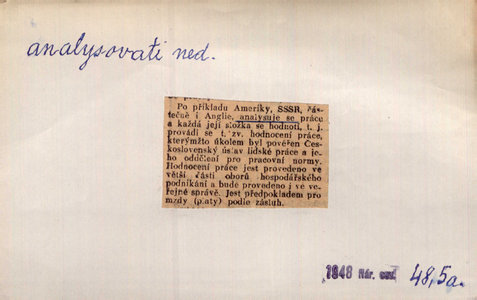 analysovati ned.
Po příkladu Ameriky, SSSR, čás-
tečně i Anglie, analysuje se práce
a každá její složka se hodnotí, t. j.
provádí se t. zv. hodnocení práce,
kterýmžto úkolem byl pověřen Čes-
koslovenský ústav lidské práce a je-
ho oddělení pro pracovní normy.
Hodnocení práce jest provedeno ve
větší části oborů hospodářského
podnikání a bude provedeno i ve ve-
řejné správě. Jest předpokladem pro
mzdy (platy) podle zásluh.
1948 Nár. 48,5a.